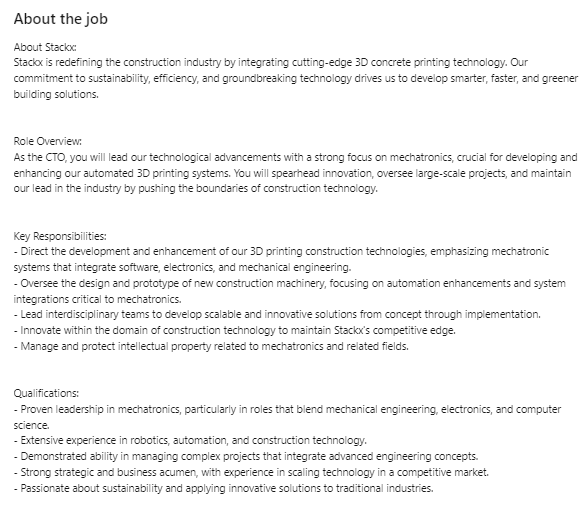 About the job
About Stackx:
Stackx is redefining the construction industry by integrating cutting-edge 3D concrete printing technology. Our
commitment to sustainability, efficiency, and groundbreaking technology drives us to develop smarter, faster, and greener
building solutions.
Role Overview:
As the CTO, you will lead our technological advancements with a strong focus on mechatronics, crucial for developing and
enhancing our automated 3D printing systems. You will spearhead innovation, oversee large-scale projects, and maintain
our lead in the industry by pushing the boundaries of construction technology.
Key Responsibilities:
- Direct the development and enhancement of our 3D printing construction technologies, emphasizing mechatronic
systems that integrate software, electronics, and mechanical engineering.
- Oversee the design and prototype of new construction machinery, focusing on automation enhancements and system
integrations critical to mechatronics.
- Lead interdisciplinary teams to develop scalable and innovative solutions from concept through implementation.
- Innovate within the domain of construction technology to maintain Stackx's competitive edge.
- Manage and protect intellectual property related to mechatronics and related fields.
Qualifications:
- Proven leadership in mechatronics, particularly in roles that blend mechanical engineering, electronics, and computer
science.
- Extensive experience in robotics, automation, and construction technology.
- Demonstrated ability in managing complex projects that integrate advanced engineering concepts.
- Strong strategic and business acumen, with experience in scaling technology in a competitive market.
- Passionate about sustainability and applying innovative solutions to traditional industries.